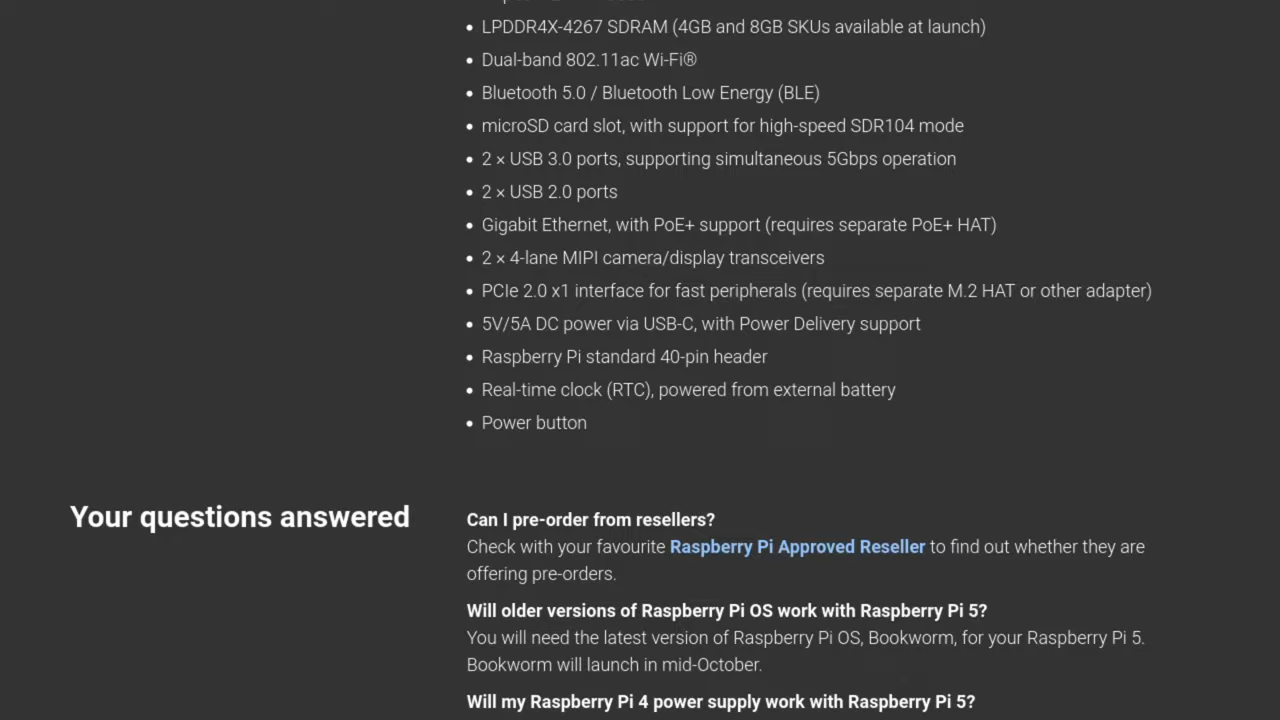 LPDDR4X-4267 SDRAM (4GB and 8GB SKUs available at launch)
Dual-band 802.11ac Wi-Fi®
Bluetooth 5.0 / Bluetooth Low Energy (BLE)
microSD card slot, with support for high-speed SDR104 mode
2 × USB 3.0 ports, supporting simultaneous 5Gbps operation
2 × USB 2.0 ports
Gigabit Ethernet, with PoE+ support (requires separate PoE+ HAT)
2 × 4-lane MIPI camera/display transceivers
PCIe 2.0 x1 interface for fast peripherals (requires separate M.2 HAT or other adapter)
5V/5A DC power via USB-C, with Power Delivery support
Raspberry Pi standard 40-pin header
Real-time clock (RTC), powered from external battery
Power button
Your questions answered
Can I pre-order from resellers?
Check with your favourite Raspberry Pi Approved Reseller to find out whether they are
offering pre-orders.
Will older versions of Raspberry Pi OS work with Raspberry Pi 5?
You will need the latest version of Raspberry Pi OS, Bookworm, for your Raspberry Pi 5.
Bookworm will launch in mid-October.
Will my Raspberry Pi 4 power supply work with Raspberry Pi 5?